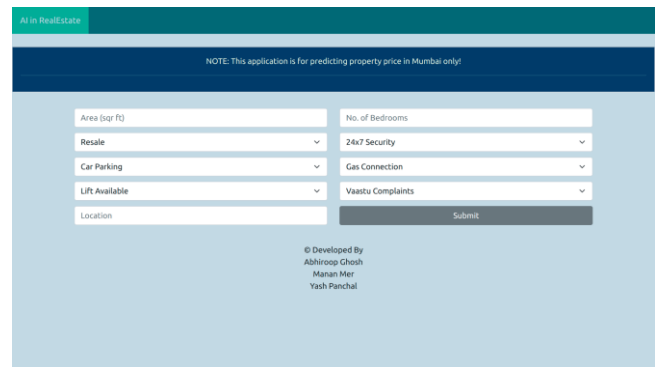 AI in RealEstate
NOTE: This application is for predicting property price in Mumbai only!
Area (sqr ft)
No. of Bedrooms
Resale
24x7 Security
Car Parking
Gas Connection
Lift Available
Vaastu Complaints
Location
Submit
© Developed By
Abhiroop Ghosh
Manan Mer
Yash Panchal